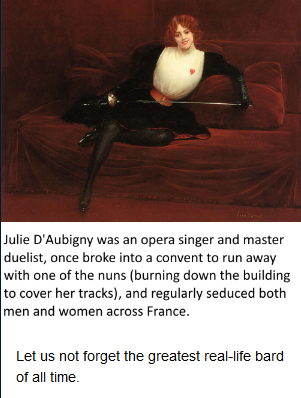 Julie D'Aubigny was an opera singer and master
duelist, once broke into a convent to run away
with one of the nuns (burning down the building
to cover her tracks), and regularly seduced both
men and women across France.
Let us not forget the greatest real-life bard
of all time.